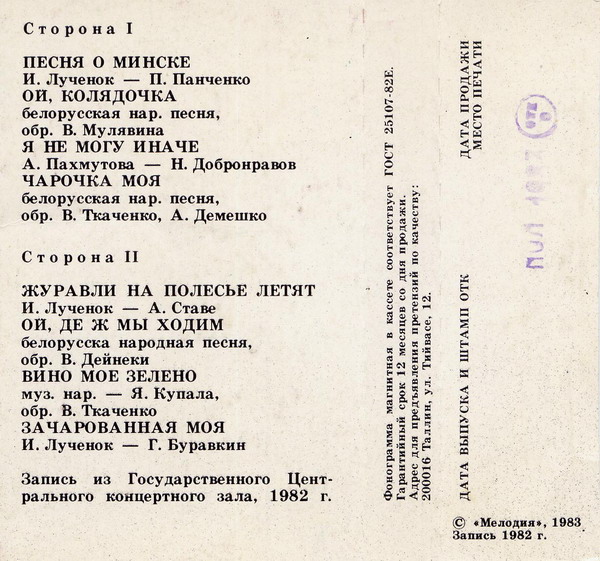 Сторона I
ПЕСНЯ О МИНСКЕ
И. Лученок — П. Панченко
ОЙ, КОЛЯДОЧКА
белорусская нар. песня,
обр. В. Мулявина
Я НЕ МОГУ ИНАЧЕ
А. Пахмутова — Н. Добронравов
ЧАРОЧКА МОЯ
белорусская нар. песня,
обр. В. Ткаченко, А. Демешко
Сторона II
ЖУРАВЛИ НА ПОЛЕСЬЕ ЛЕТЯТ
И. Лученок — А. Ставе
ОЙ, ДЕ Ж МЫ ХОДИМ
белорусска народная песня,
обр. В. Дейнеки
ВИНО МОЕ ЗЕЛЕНО
муз. нар. — Я. Купала,
обр. В. Ткаченко
ЗАЧАРОВАННАЯ МОЯ
И. Лученок — Г. Буравкин
Запись из Государственного Цент-
рального концертного зала, 1982 г.
Фонограмма магнитная в кассете соответствует ГОСТ 25107-82Е.
Гарантийный срок 12 месяцев со дня продажи.
Адрес для предъявления претензий по качеству:
200016 Таллин, ул. Тийвасе, 12.
ДАТА ВЫПУСКА И ШТАМП ОТК
ДАТА ПРОДАЖИ
МЕСТО ПЕЧАТИ
© «Мелодия», 1983
Запись 1982 г.